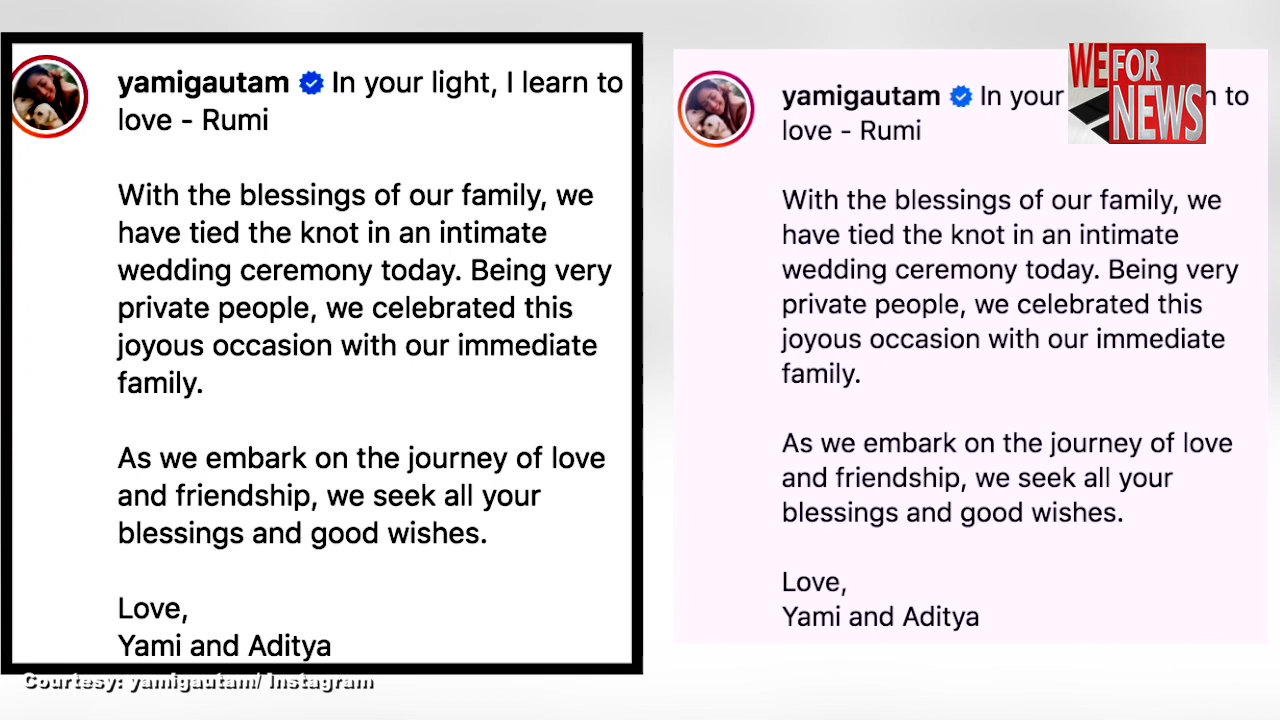 yamigautam In your light, I learn to
love - Rumi
With the blessings of our family, we
have tied the knot in an intimate
wedding ceremony today. Being very
private people, we celebrated this
joyous occasion with our immediate
family.
As we embark on the journey of love
and friendship, we seek all your
blessings and good wishes.
Love,
Yami and Aditya
Courtesy: yamigautam/ Instagram
WE FOR
NEWS
yamigautam In your n to
love - Rumi
With the blessings of our family, we
have tied the knot in an intimate
wedding ceremony today. Being very
private people, we celebrated this
joyous occasion with our immediate
family.
As we embark on the journey of love
and friendship, we seek all your
blessings and good wishes.
Love,
Yami and Aditya